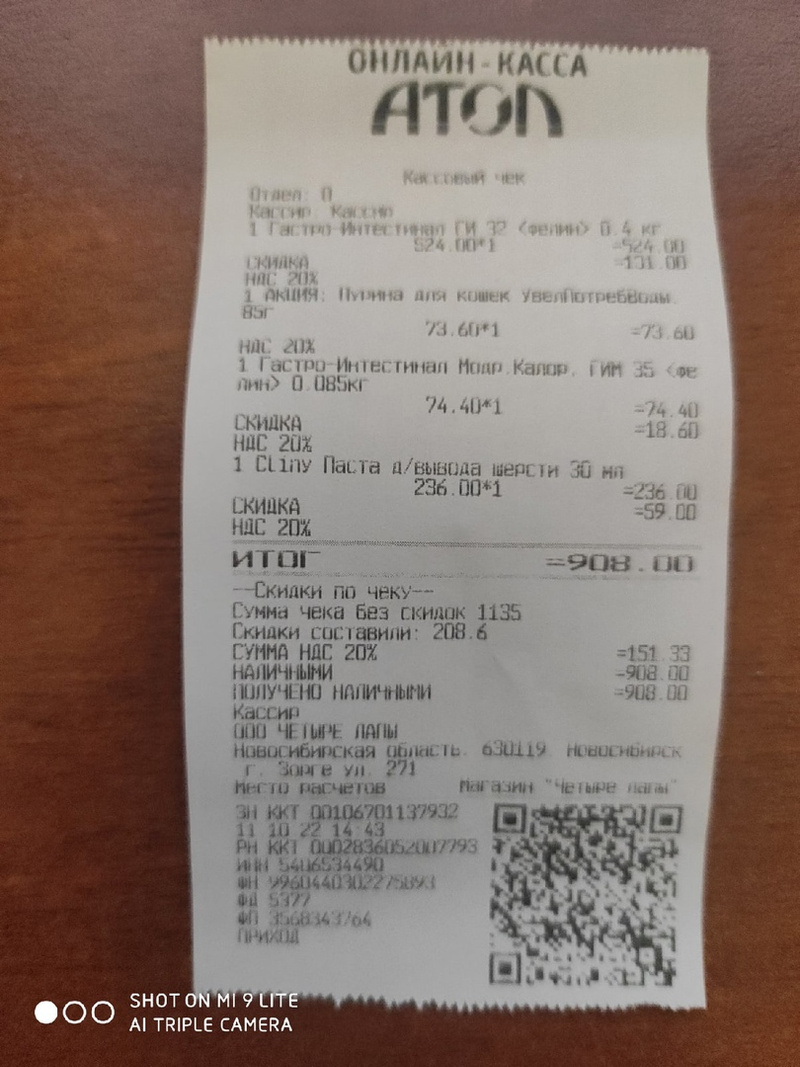 ОНЛАЙН-КАССА
АТОЛ
Кассовый чек
Отдел: 0
Кассир: Кассир
1 Гастро-Интестинал ГИ 32 <фелин> 0.4 кг
524.00*1 =524.00
СКИДКА =131.00
НДС 20%
1 АКЦИЯ: Пурина для кошек УвелПотребВоды
85г
73.60*1 =73.60
НДС 20%
1 Гастро-Интестинал Модр.Калор. ГИМ 35 <фе
лин> 0.085кг
74.40*1 =74.40
СКИДКА =18.60
НДС 20%
1 Cliny Паста д/вывода шерсти 30 мл
236.00*1 =236.00
СКИДКА =59.00
НДС 20%
ИТОГ =908.00
--Скидки по чеку--
Сумма чека без скидок 1135
Скидки составили: 208.6
СУММА НДС 20% =151.33
НАЛИЧНЫМИ =908.00
ПОЛУЧЕНО НАЛИЧНЫМИ =908.00
Кассир
ООО ЧЕТЫРЕ ЛАПЫ
Новосибирская область, 630119, Новосибирск
г. Зорге ул. 271
Место расчетов Магазин "Четыре лапы"
ЗН ККТ 00106701137932
11.10.22 14:43
РН ККТ 0002836052007793
ИНН 5406534490
ФН 9960440302275893
ФД 5377
ФП 3568343764
ПРИХОД
SHOT ON MI 9 LITE
AI TRIPLE CAMERA